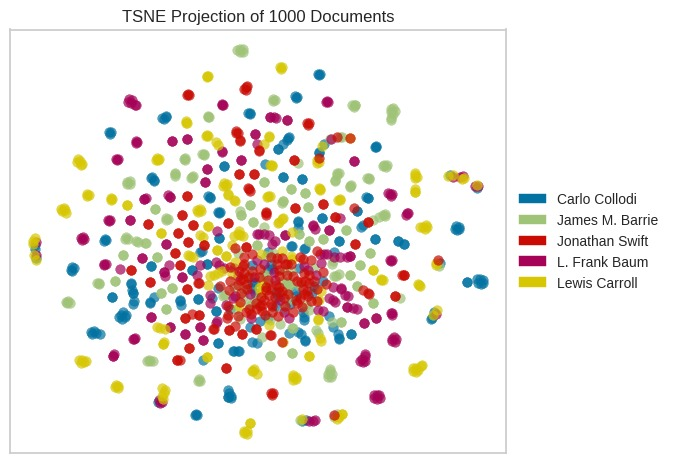 TSNE Projection of 1000 Documents
Carlo Collodi
James M. Barrie
Jonathan Swift
L. Frank Baum
Lewis Carroll